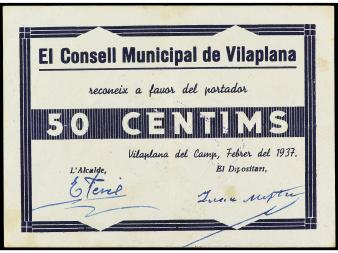 El Consell Municipal de Vilaplana
reconeix a favor del portador
50 CÈNTIMS
Vilaplana del Camp, Febrer del 1937.
L'Alcalde, El Dipositari,